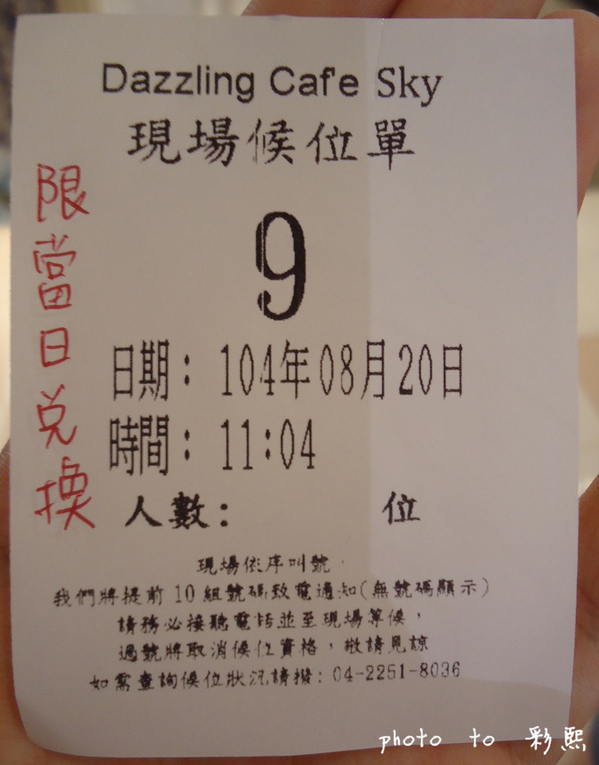 Dazzling Caf'e Sky
現場候位單
9
日期：104年08月20日
時間：11:04
人數：　　　位
現場依序叫號，
我們將提前10組號碼致電通知(無號碼顯示)
請務必接聽電話並至現場等候，
過號將取消候位資格，敬請見諒
如需查詢候位狀況請撥：04-2251-8036
限當日兌換
photo to 彩熙